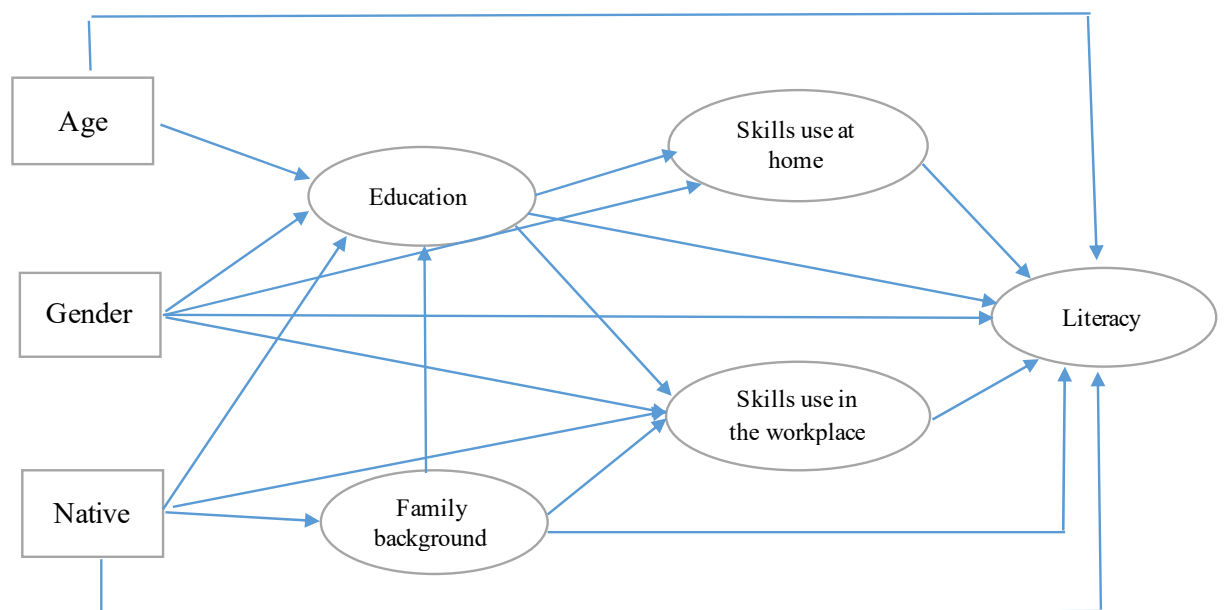 Age
Skills use at
home
Education
Gender
Literacy
Skills use in
the workplace
Native
Family
background